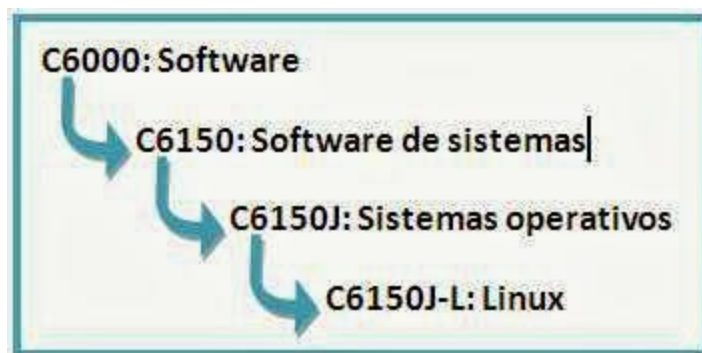 C6000: Software
C6150: Software de sistemas
C6150J: Sistemas operativos
C6150J-L: Linux